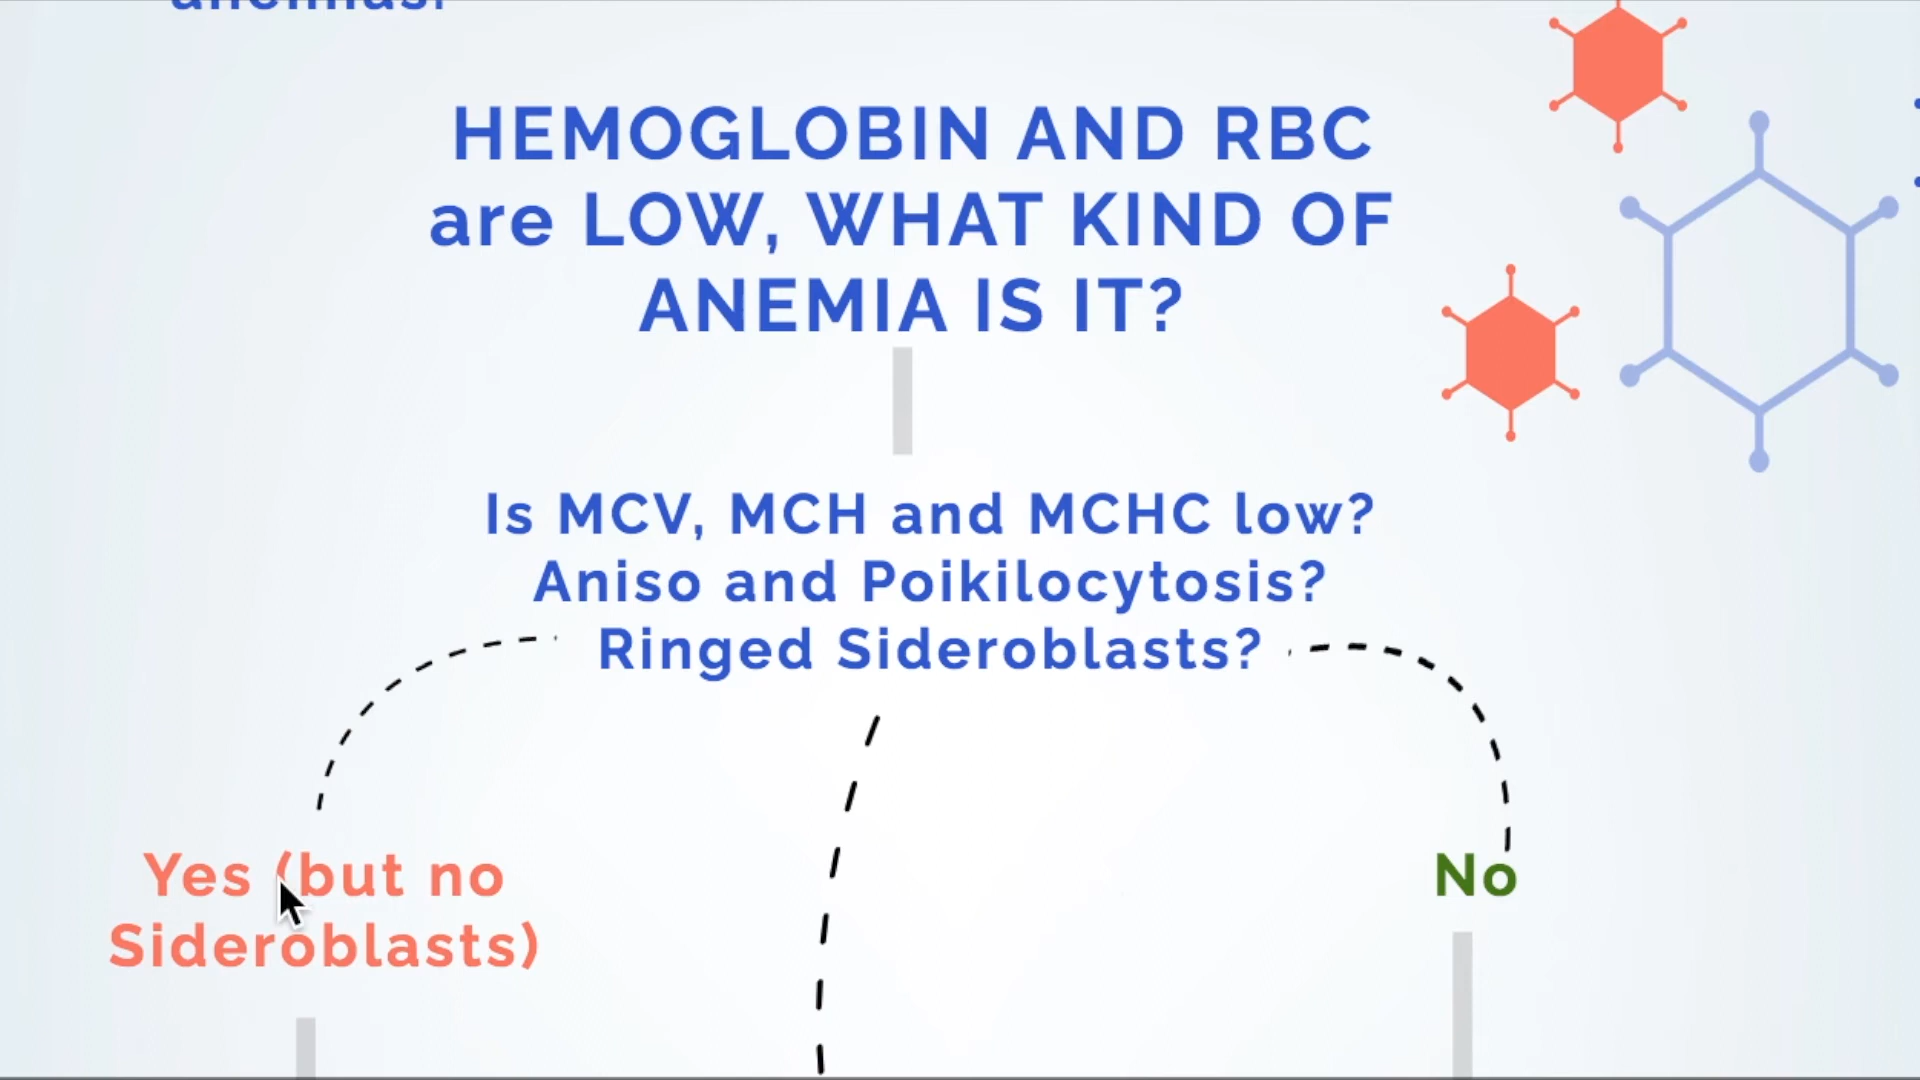 anemias.
HEMOGLOBIN AND RBC
are LOW, WHAT KIND OF
ANEMIA IS IT?
Is MCV, MCH and MCHC low?
Aniso and Poikilocytosis?
Ringed Sideroblasts?
Yes (but no
Sideroblasts)
No